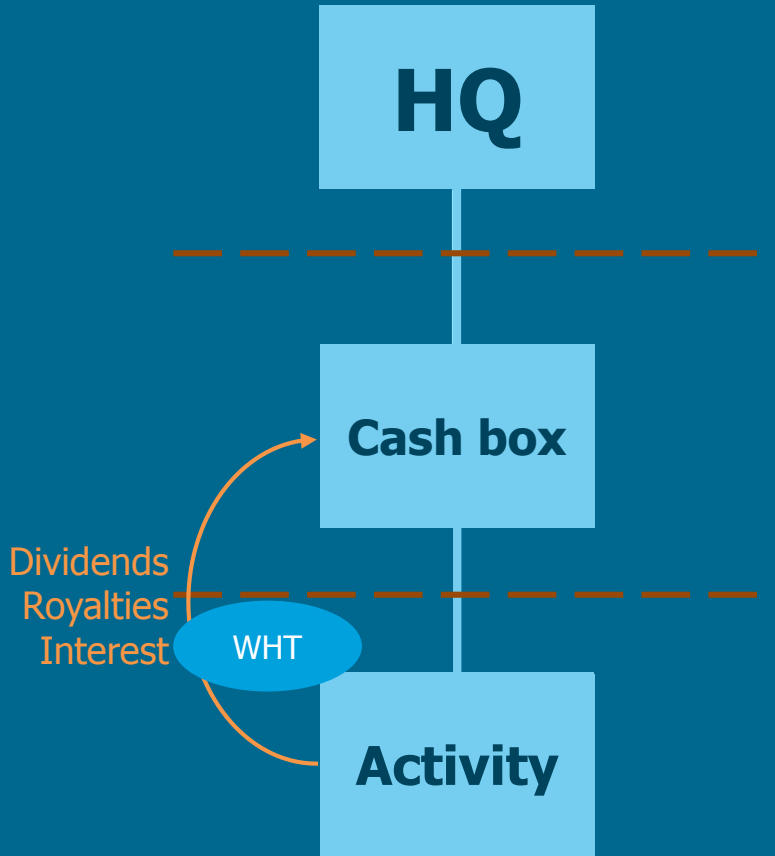 HQ
Cash box
Dividends
Royalties
Interest
WHT
Activity